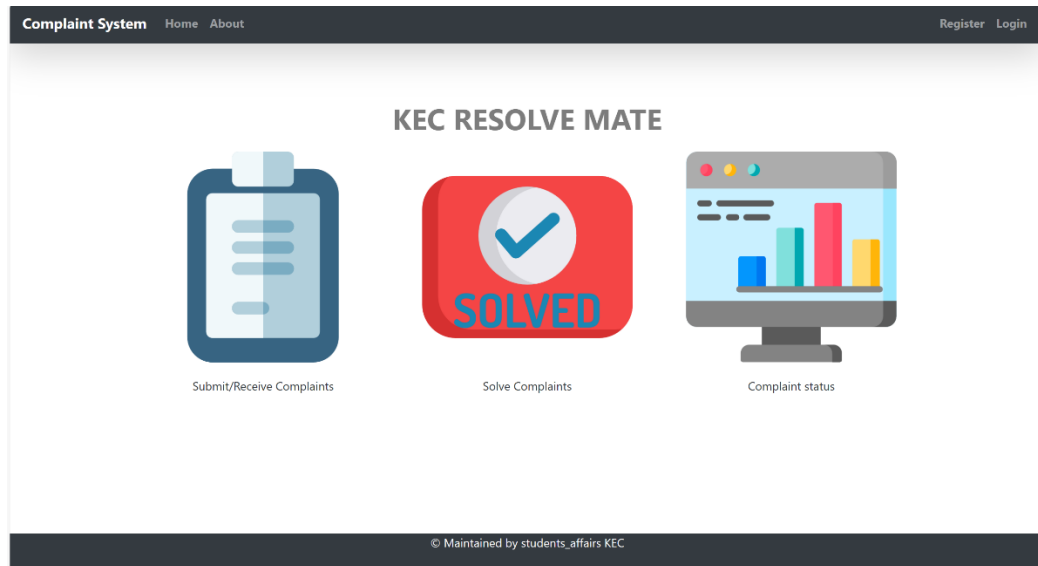 Complaint System Home About Register Login
KEC RESOLVE MATE
SOLVED
Submit/Receive Complaints Solve Complaints Complaint status
© Maintained by students_affairs KEC